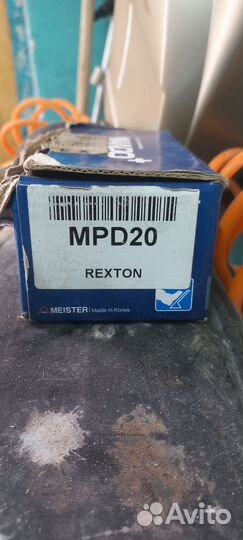 MPD20
REXTON
MEISTER Made in Korea
Avito